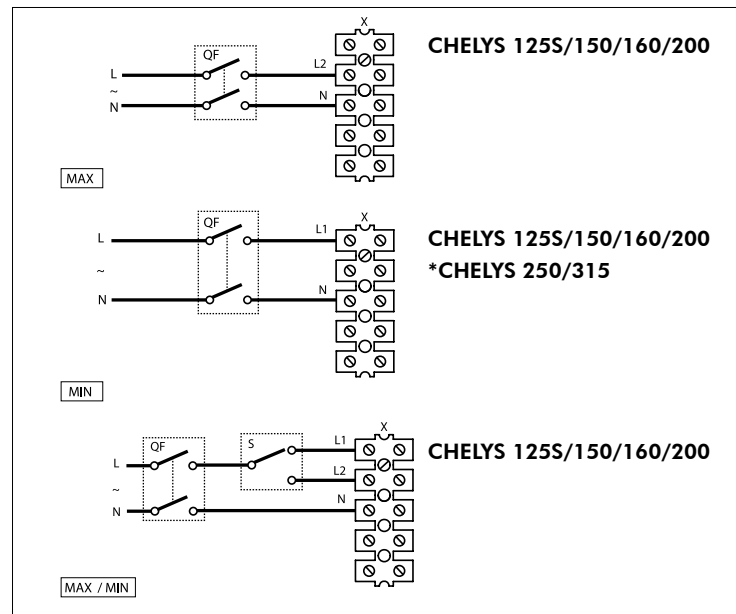 X
CHELYS 125S/150/160/200
QF
L2
L
~
N
N
MAX
X
QF
L1
L
CHELYS 125S/150/160/200
~
*CHELYS 250/315
N
N
MIN
X
QF
S
L1
CHELYS 125S/150/160/200
L
L2
~
N
N
MAX / MIN